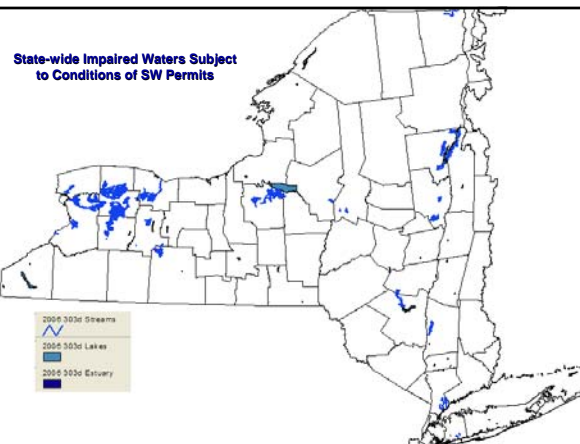 State-wide Impaired Waters Subject
to Conditions of SW Permits
2006 303d Streams
2006 303d Lakes
2006 303d Estuary